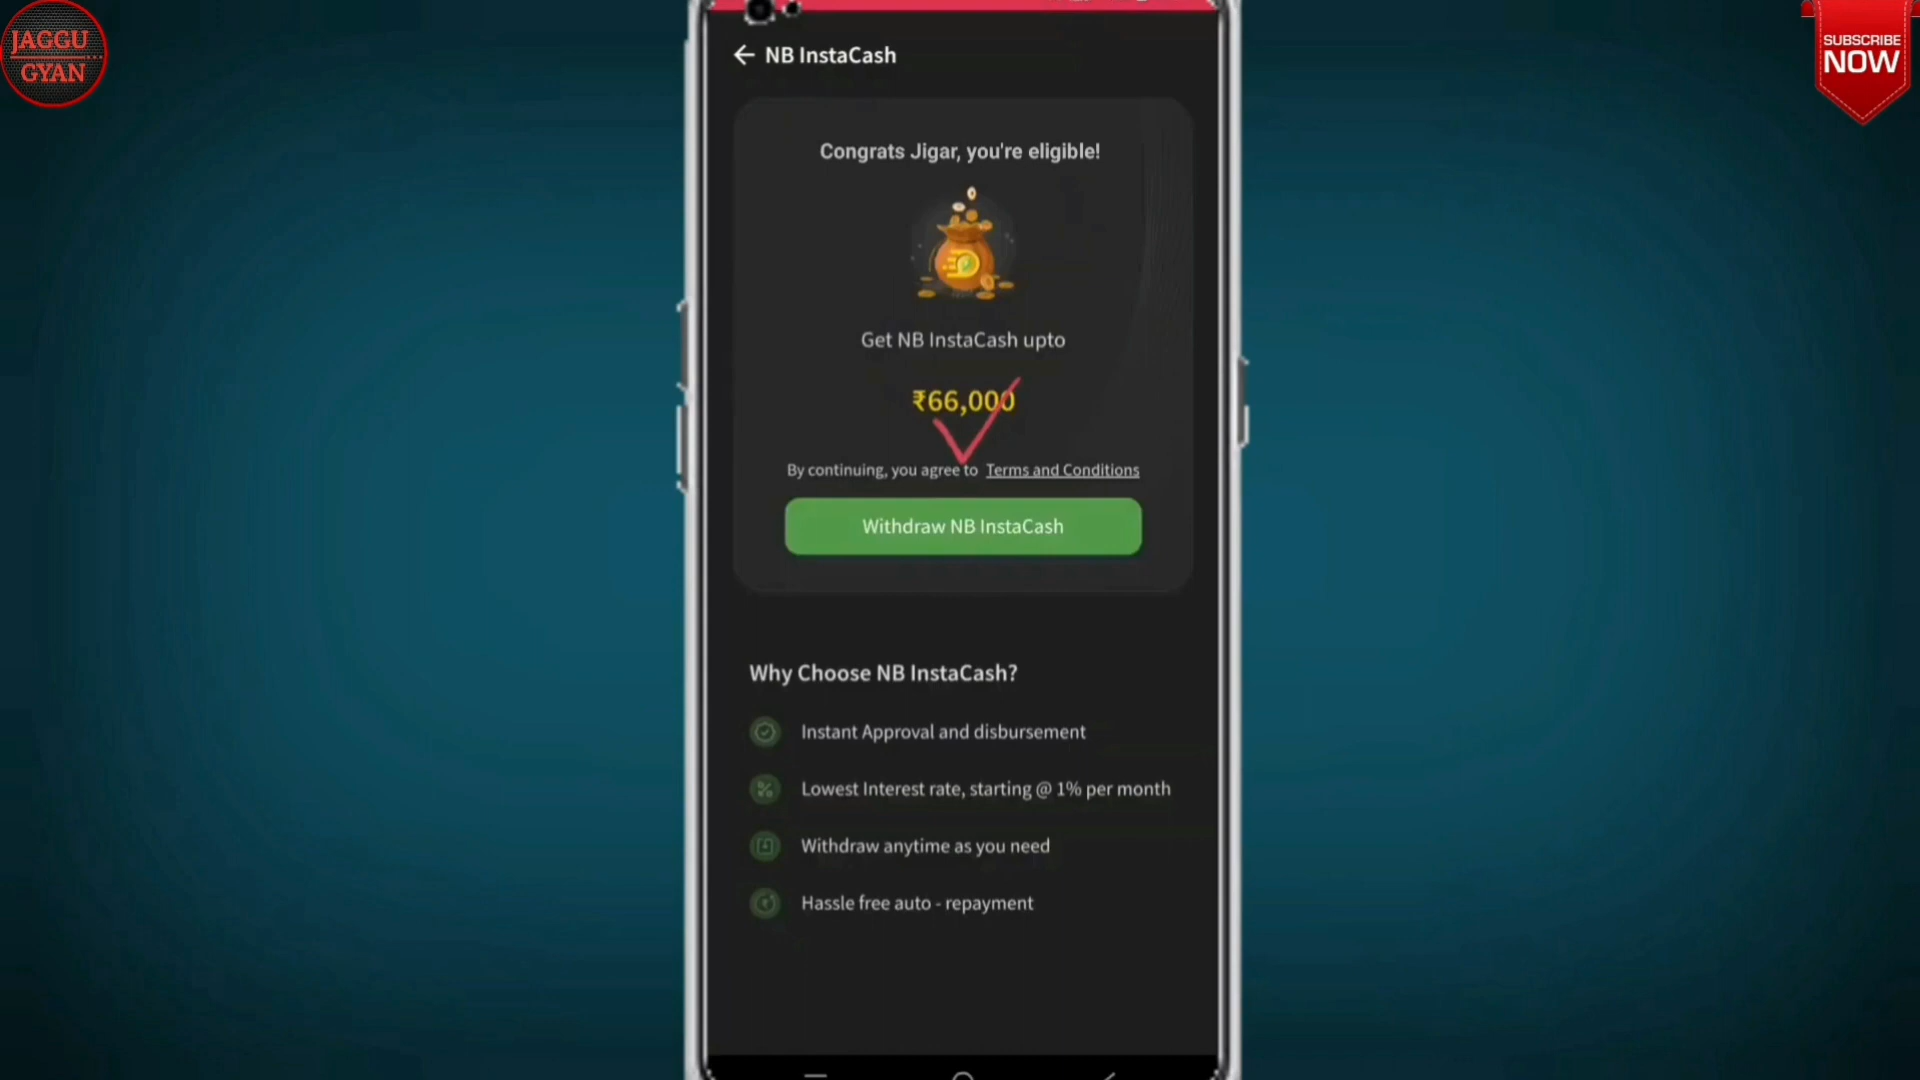 JAGGU
GYAN
SUBSCRIBE
NOW
NB InstaCash
Congrats Jigar, you're eligible!
Get NB InstaCash upto
₹66,000
By continuing, you agree to Terms and Conditions
Withdraw NB InstaCash
Why Choose NB InstaCash?
Instant Approval and disbursement
Lowest Interest rate, starting @ 1% per month
Withdraw anytime as you need
Hassle free auto - repayment